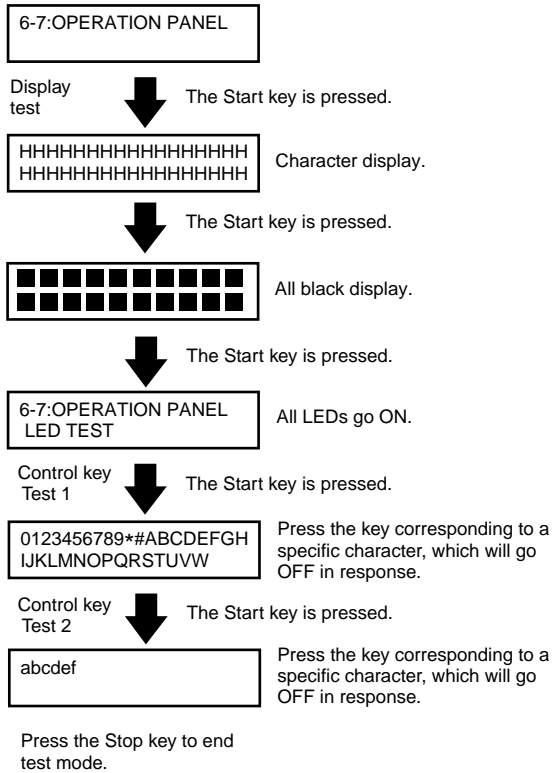 6-7:OPERATION PANEL
Display
test
The Start key is pressed.
HHHHHHHHHHHHHHHHH
HHHHHHHHHHHHHHHHH
Character display.
The Start key is pressed.
All black display.
The Start key is pressed.
6-7:OPERATION PANEL
LED TEST
All LEDs go ON.
Control key
Test 1
The Start key is pressed.
0123456789*#ABCDEFGH
IJKLMNOPQRSTUVW
Press the key corresponding to a
specific character, which will go
OFF in response.
Control key
Test 2
The Start key is pressed.
abcdef
Press the key corresponding to a
specific character, which will go
OFF in response.
Press the Stop key to end
test mode.